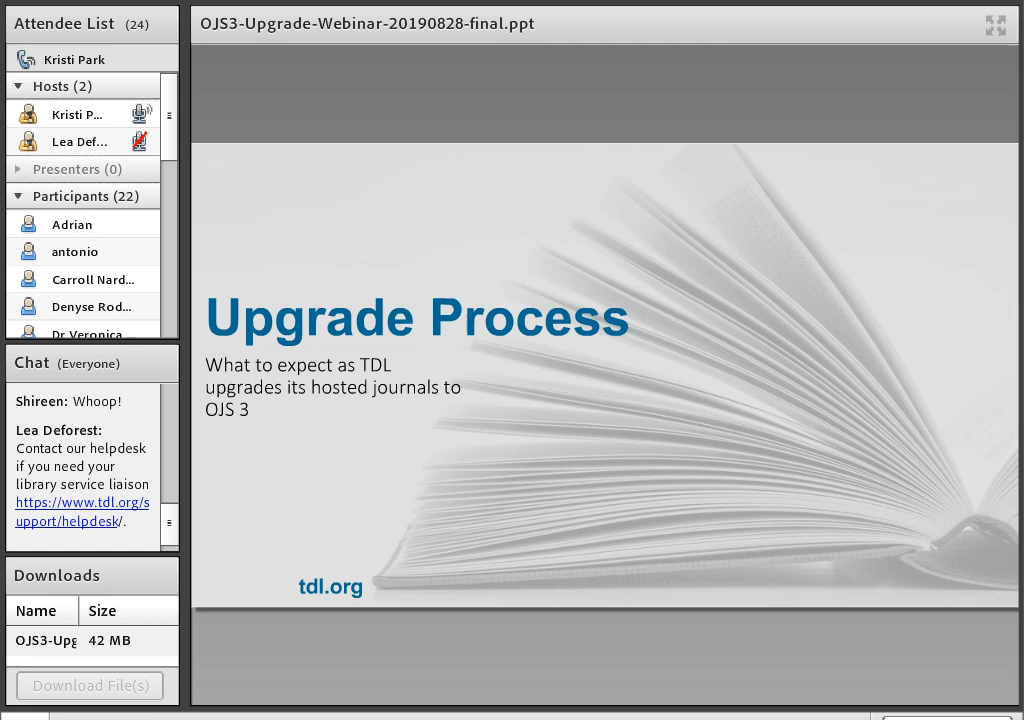 Attendee List (24)
Kristi Park
Hosts (2)
Kristi P...
Lea Def...
Presenters (0)
Participants (22)
Adrian
antonio
Carroll Nard...
Denyse Rod...
Dr Veronica ...
Chat (Everyone)
Shireen: Whoop!
Lea Deforest:
Contact our helpdesk
if you need your
library service liaison
https://www.tdl.org/s
upport/helpdesk/.
Downloads
Name Size
OJS3-Upg 42 MB
Download File(s)
OJS3-Upgrade-Webinar-20190828-final.ppt
Upgrade Process
What to expect as TDL
upgrades its hosted journals to
OJS 3
tdl.org